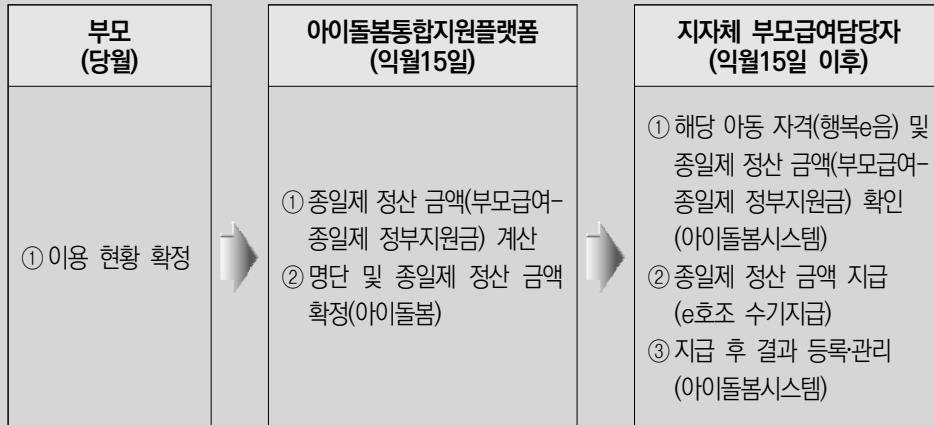 부모
(당월)
① 이용 현황 확정
아이돌봄통합지원플랫폼
(익월15일)
① 종일제 정산 금액(부모급여-
종일제 정부지원금) 계산
② 명단 및 종일제 정산 금액
확정(아이돌봄)
지자체 부모급여담당자
(익월15일 이후)
① 해당 아동 자격(행복e음) 및
종일제 정산 금액(부모급여-
종일제 정부지원금) 확인
(아이돌봄시스템)
② 종일제 정산 금액 지급
(e호조 수기지급)
③ 지급 후 결과 등록·관리
(아이돌봄시스템)